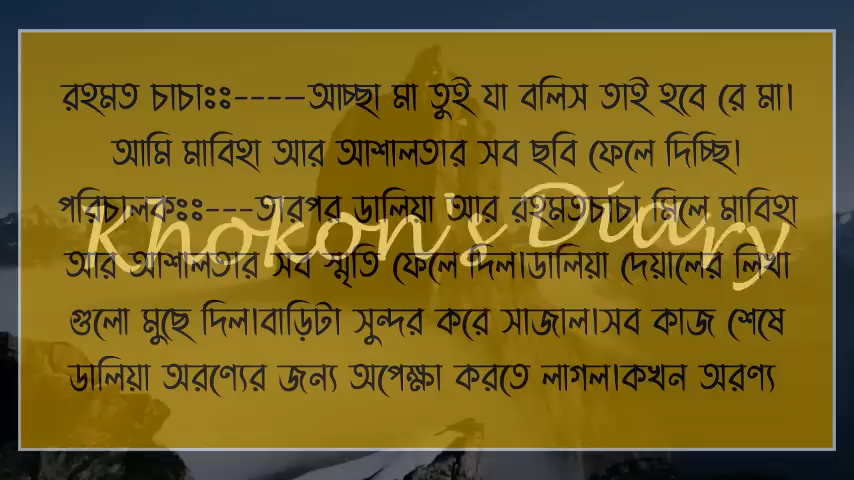 রহমত চাচাঃঃ-----আচ্ছা মা তুই যা বলিস তাই হবে রে মা।
আমি মাবিহা আর আশালতার সব ছবি ফেলে দিচ্ছি।
পরিচালকঃঃ---তারপর ডালিয়া আর রহমতচাচা মিলে মাবিহা
আর আশালতার সব স্মৃতি ফেলে দিল।ডালিয়া দেয়ালের লিখা
গুলো মুছে দিল।বাড়িটা সুন্দর করে সাজাল।সব কাজ শেষে
ডালিয়া অরণ্যের জন্য অপেক্ষা করতে লাগল।কখন অরণ্য
Khokon's Diary